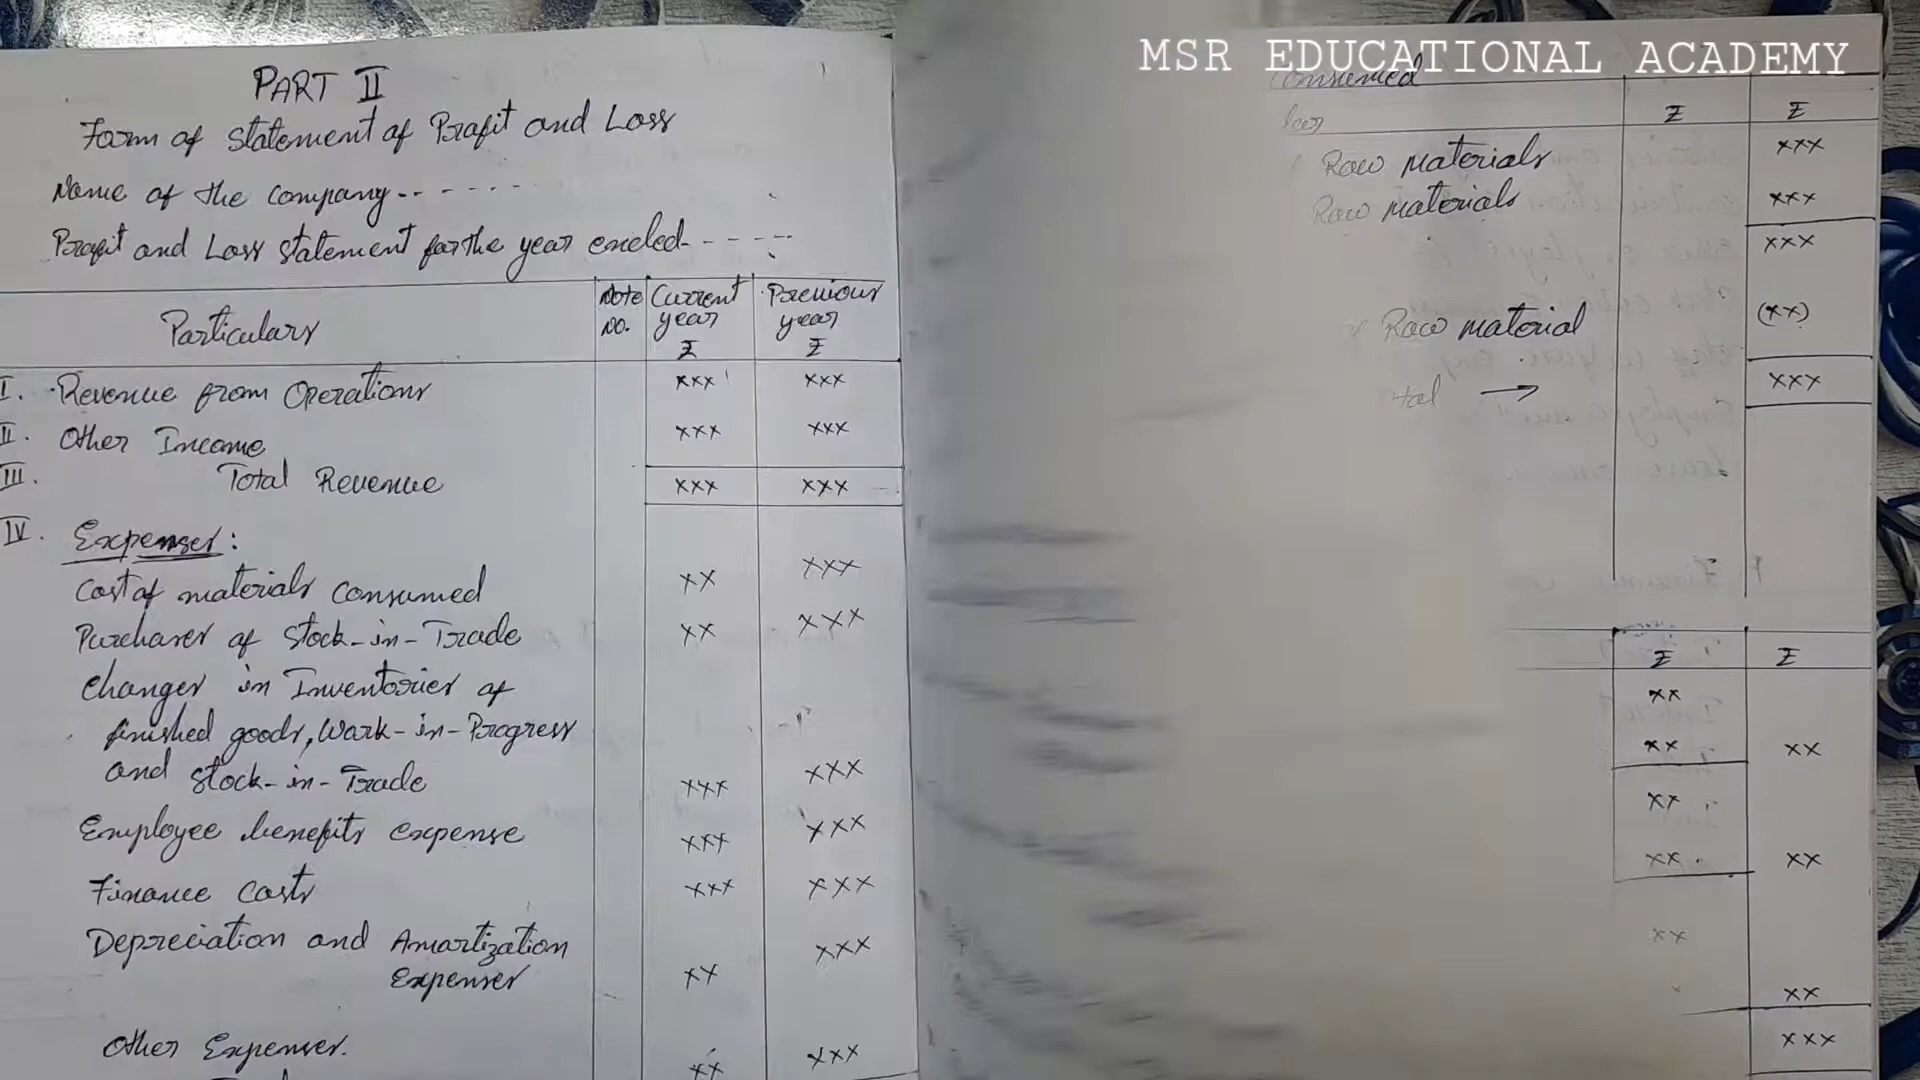 MSR EDUCATIONAL ACADEMY
PART II
Form of Statement of Profit and Loss
Name of the company-------
Profit and Loss statement for the year ended-----
Particulars Note No. Current year ₹ Previous year ₹
I. Revenue from Operations xxx xxx
II. Other Income xxx xxx
III. Total Revenue xxx xxx
IV. Expenses:
Cost of materials consumed xx xxx
Purchases of Stock-in-Trade xx xxx
Changes in Inventories of
finished goods, Work-in-Progress
and Stock-in-Trade xxx xxx
Employee benefits expense xxx xxx
Finance Costs xxx xxx
Depreciation and Amortization
Expenses xx xxx
Other Expenses. xx xxx
consumed
₹ ₹
Raw materials xxx
Raw materials xxx
xxx
Raw material (xx)
→ xxx
₹ ₹
xx
xx xx
xx
xx xx
xx
xx
xxx